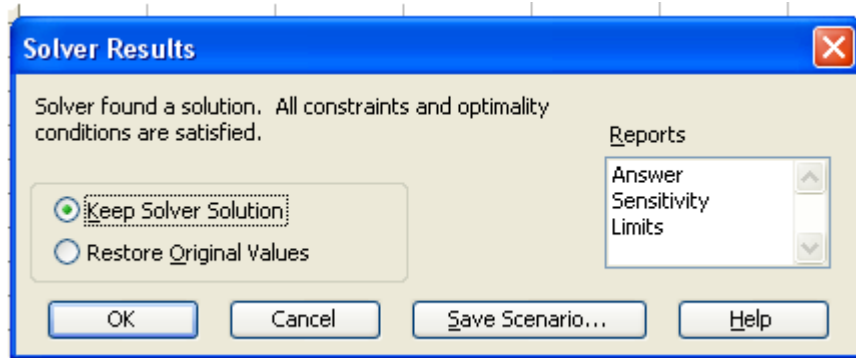 Solver Results
Solver found a solution.  All constraints and optimality
conditions are satisfied.
Reports
Answer
Sensitivity
Limits
Keep Solver Solution
Restore Original Values
OK
Cancel
Save Scenario...
Help